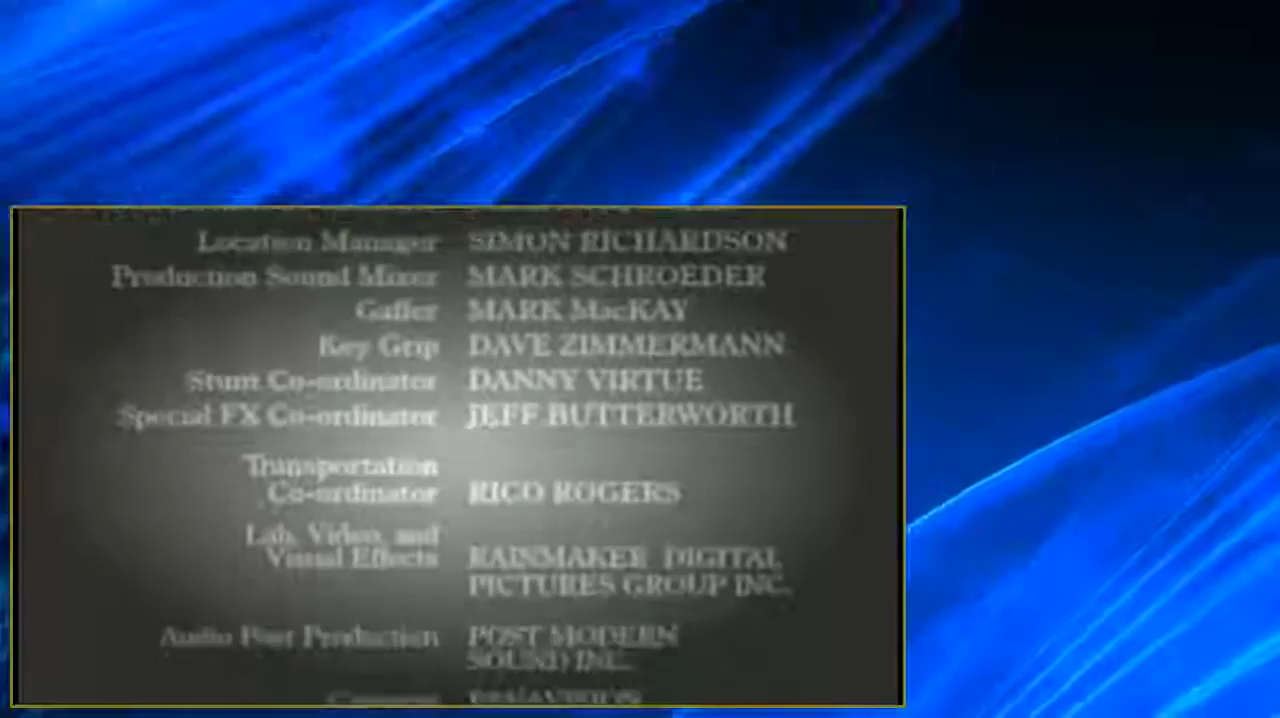 Location Manager SIMON RICHARDSON
Production Sound Mixer MARK SCHROEDER
Gaffer MARK MacKAY
Key Grip DAVE ZIMMERMANN
Stunt Co-ordinator DANNY VIRTUE
Special FX Co-ordinator JEFF BUTTERWORTH
Transportation
Co-ordinator RICO ROGERS
Lab, Video, and
Visual Effects RAINMAKER DIGITAL
PICTURES GROUP INC.
Audio Post Production POST MODERN
SOUND INC.